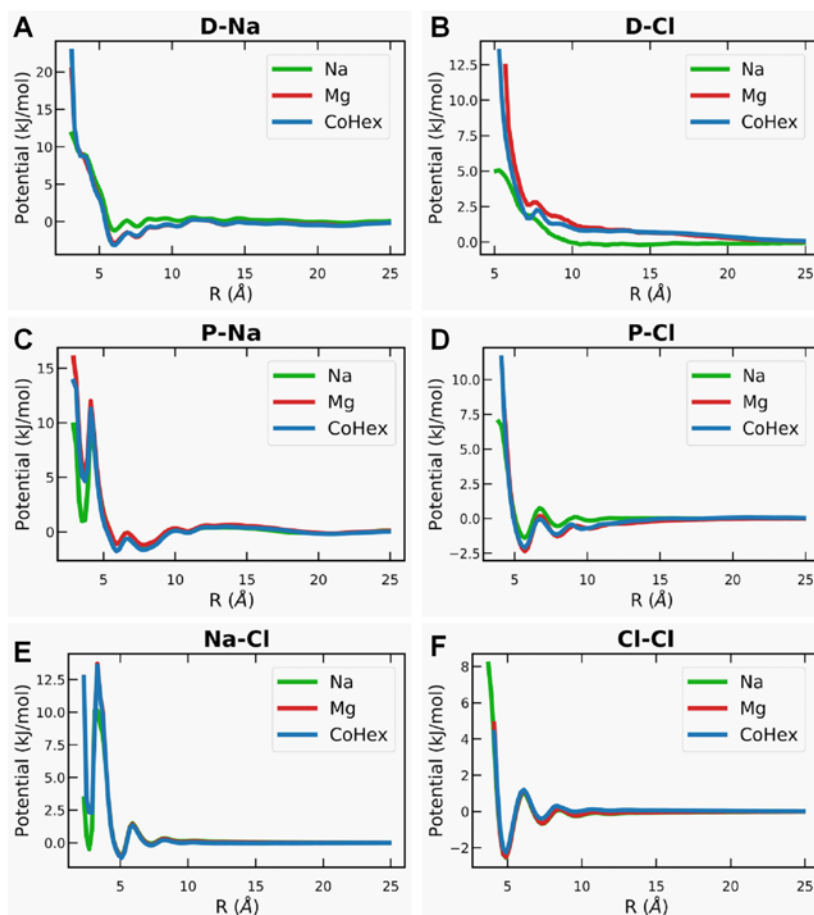 A D-Na
Potential (kJ/mol)
20
15
10
5
0
Na
Mg
CoHex
5 10 15 20 25
R (Å)
B D-Cl
Potential (kJ/mol)
12.5
10.0
7.5
5.0
2.5
0.0
Na
Mg
CoHex
5 10 15 20 25
R (Å)
C P-Na
Potential (kJ/mol)
15
10
5
0
Na
Mg
CoHex
5 10 15 20 25
R (Å)
D P-Cl
Potential (kJ/mol)
10.0
7.5
5.0
2.5
0.0
−2.5
Na
Mg
CoHex
5 10 15 20 25
R (Å)
E Na-Cl
Potential (kJ/mol)
12.5
10.0
7.5
5.0
2.5
0.0
Na
Mg
CoHex
5 10 15 20 25
R (Å)
F Cl-Cl
Potential (kJ/mol)
8
6
4
2
0
−2
Na
Mg
CoHex
5 10 15 20 25
R (Å)